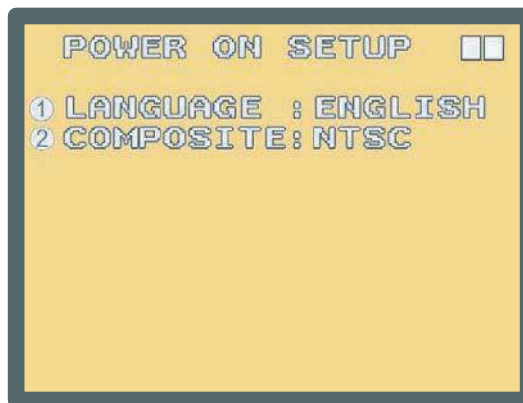 POWER ON SETUP
① LANGUAGE : ENGLISH
② COMPOSITE:NTSC